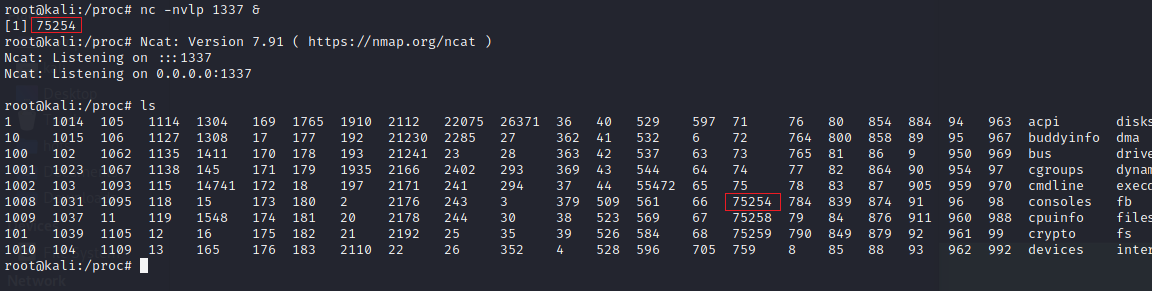 root@kali:/proc# nc -nvlp 1337 &
[1] 75254
root@kali:/proc# Ncat: Version 7.91 ( https://nmap.org/ncat )
Ncat: Listening on :::1337
Ncat: Listening on 0.0.0.0:1337
root@kali:/proc# ls
1 1014 105 1114 1304 169 1765 1910 2112 22075 26371 36 40 529 597 71 76 80 854 884 94 963 acpi disks
10 1015 106 1127 1308 17 177 192 21230 2285 27 362 41 532 6 72 764 800 858 89 95 967 buddyinfo dma
100 102 1062 1135 1411 170 178 193 21241 23 28 363 42 537 63 73 765 81 86 9 950 969 bus drive
1001 1023 1067 1138 145 171 179 1935 2166 2402 293 369 43 544 64 74 77 82 864 90 954 97 cgroups dynam
1002 103 1093 115 14741 172 18 197 2171 241 294 37 44 55472 65 75 78 83 87 905 959 970 cmdline execd
1008 1031 1095 118 15 173 180 2 2176 243 3 379 509 561 66 75254 784 839 874 91 96 98 consoles fb
1009 1037 11 119 1548 174 181 20 2178 244 30 38 523 569 67 75258 79 84 876 911 960 988 cpuinfo files
101 1039 1105 12 16 175 182 21 2192 25 35 39 526 584 68 75259 790 849 879 92 961 99 crypto fs
1010 104 1109 13 165 176 183 2110 22 26 352 4 528 596 705 759 8 85 88 93 962 992 devices inter
root@kali:/proc#